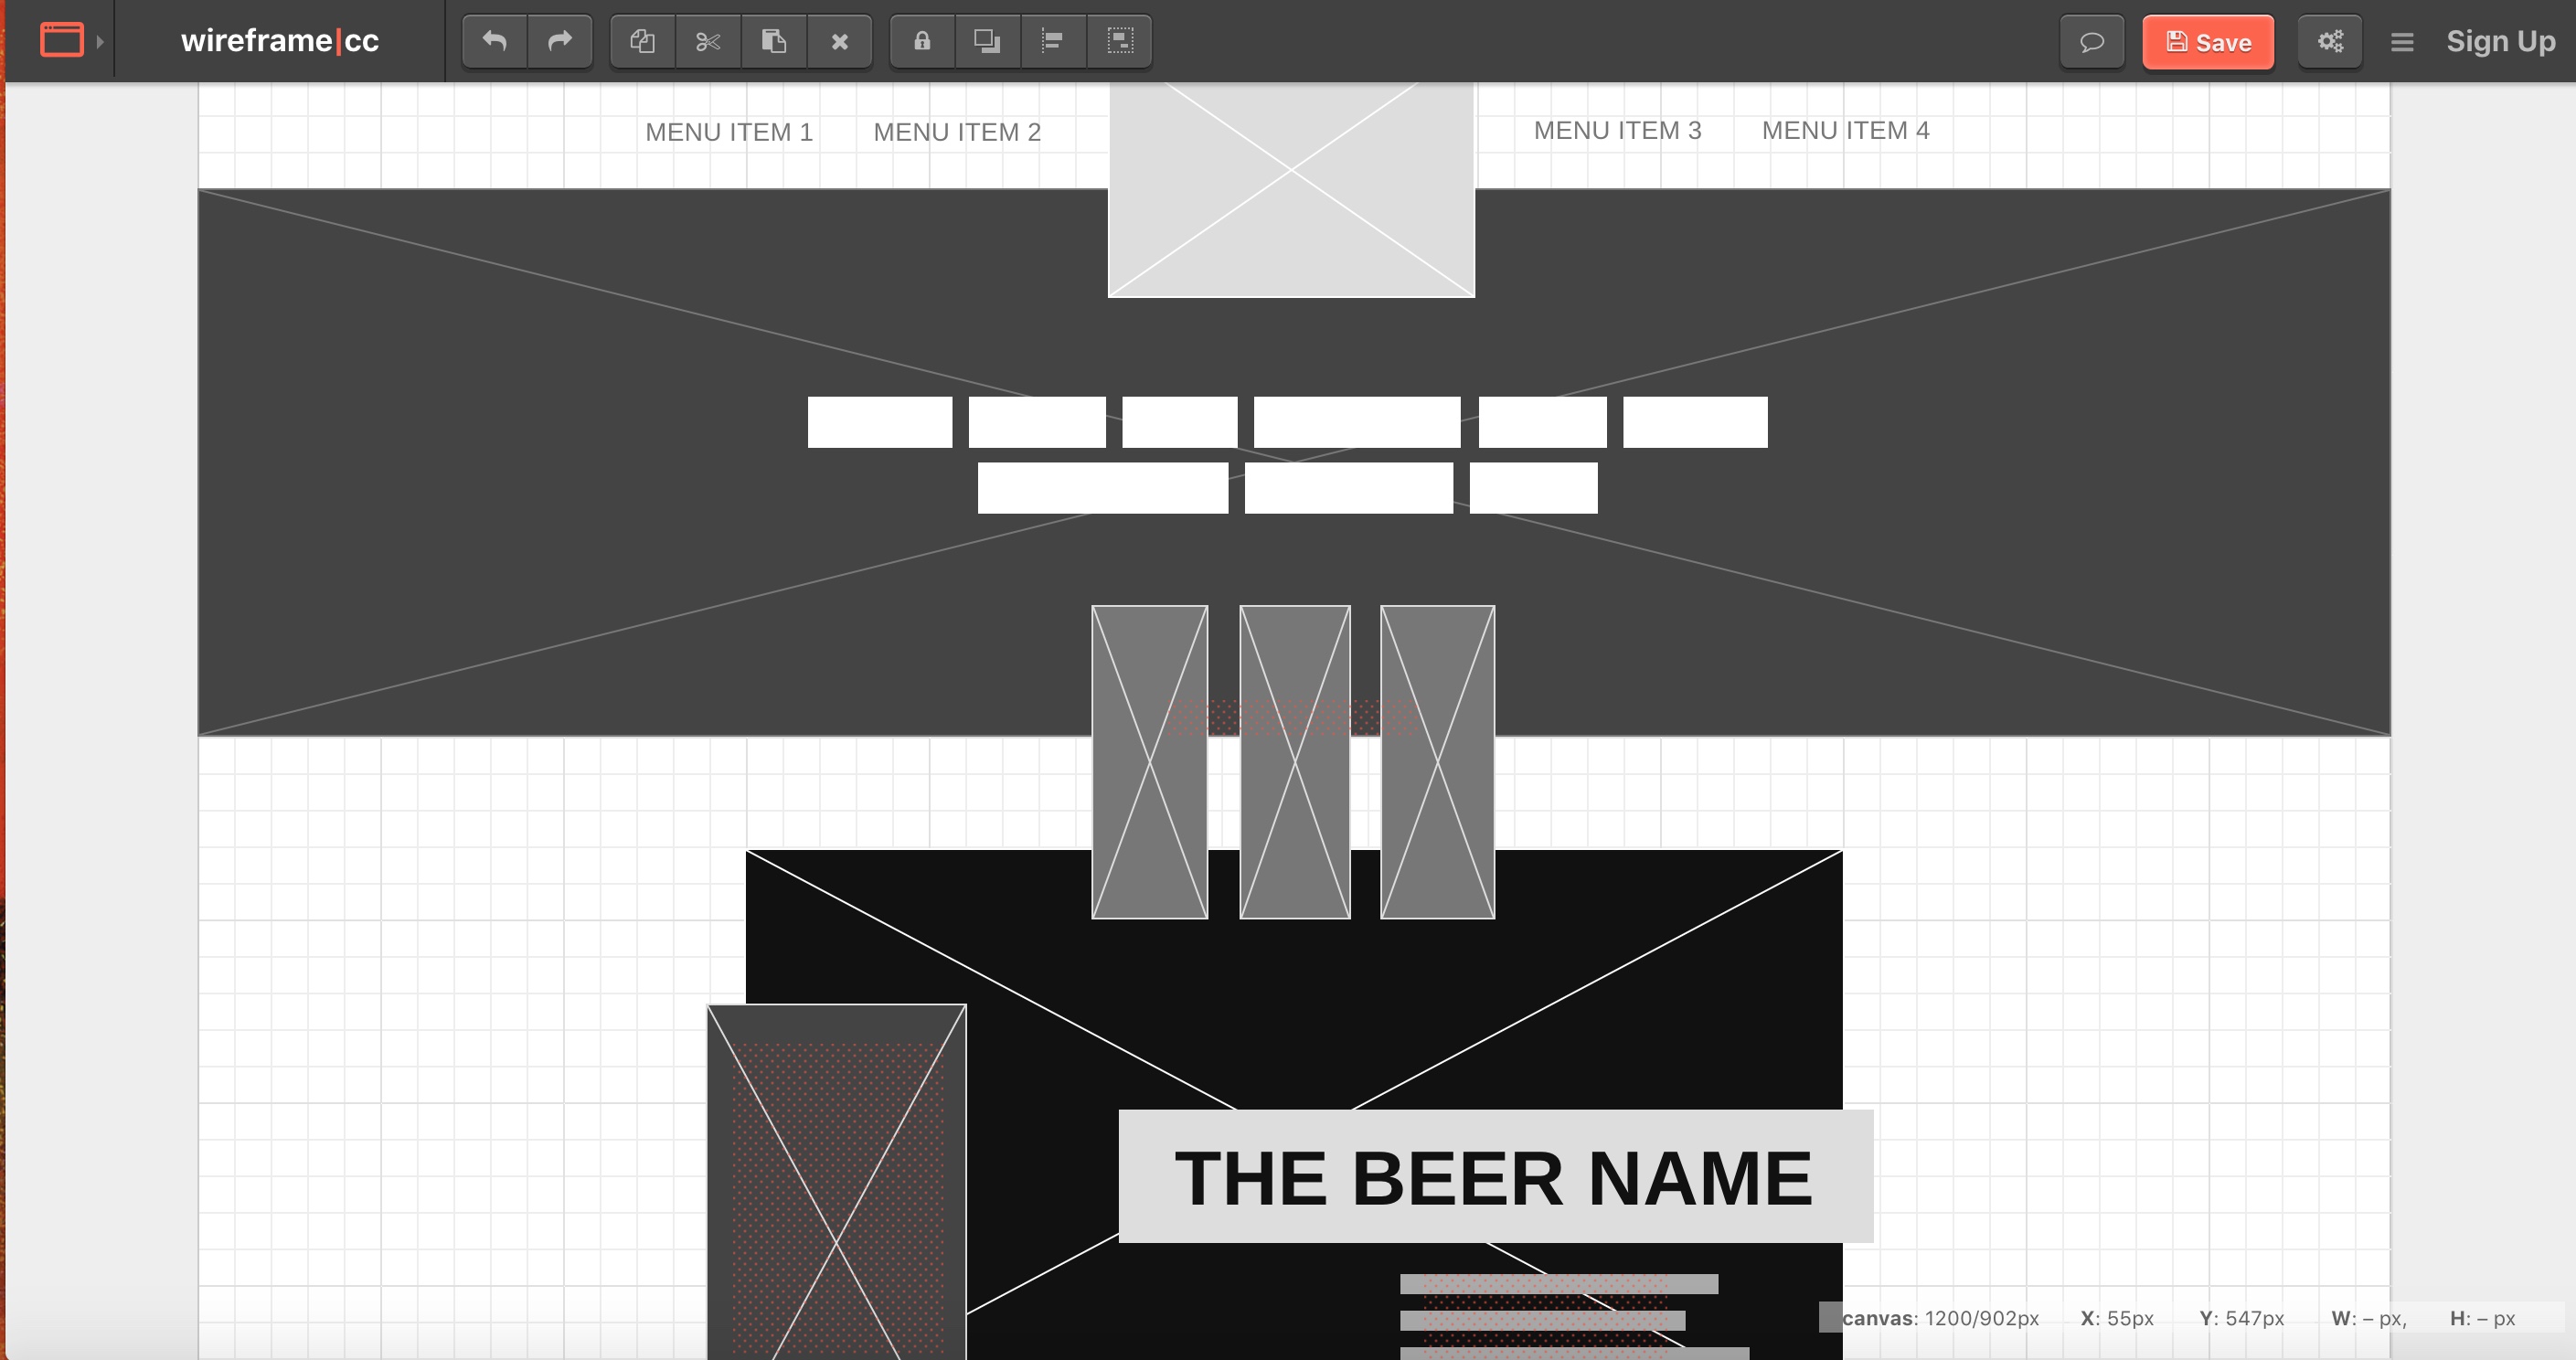 wireframe|cc
Save
Sign Up
MENU ITEM 1 MENU ITEM 2 MENU ITEM 3 MENU ITEM 4
THE BEER NAME
canvas: 1200/902px X: 55px Y: 547px W: – px, H: – px